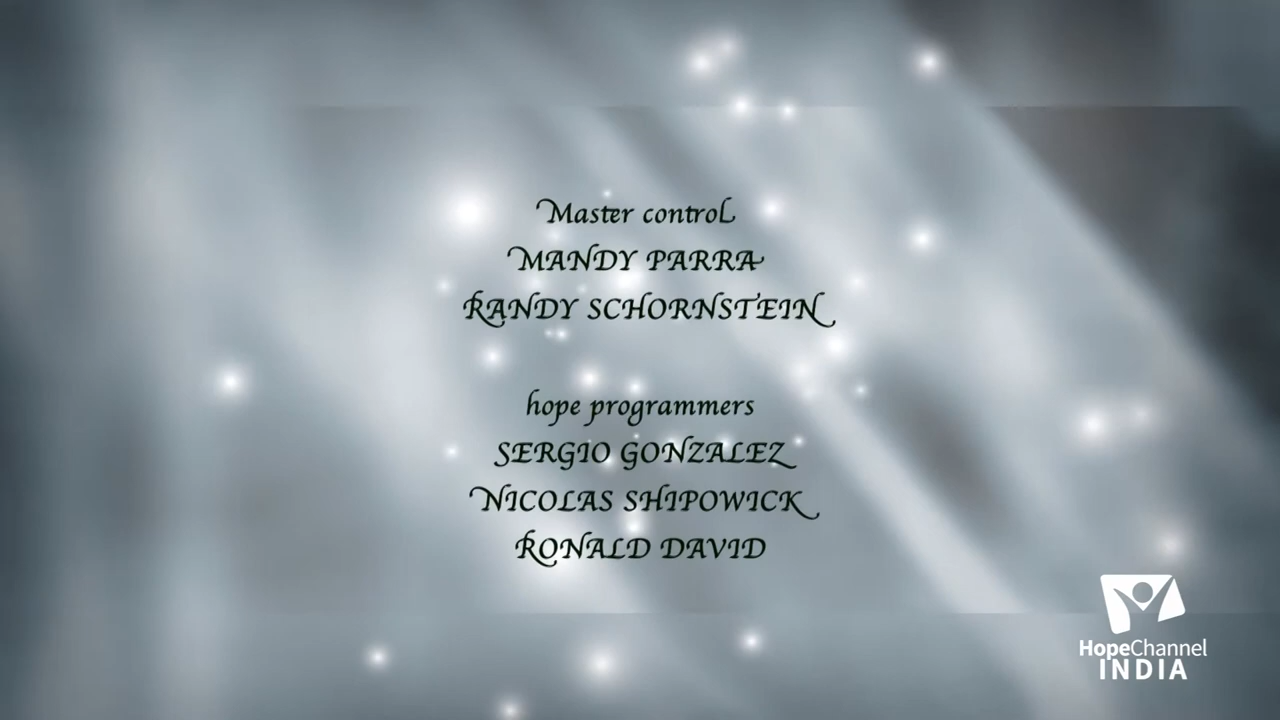 Master control
MANDY PARRA
RANDY SCHORNSTEIN
hope programmers
SERGIO GONZALEZ
NICOLAS SHIPOWICK
RONALD DAVID
HopeChannel
INDIA